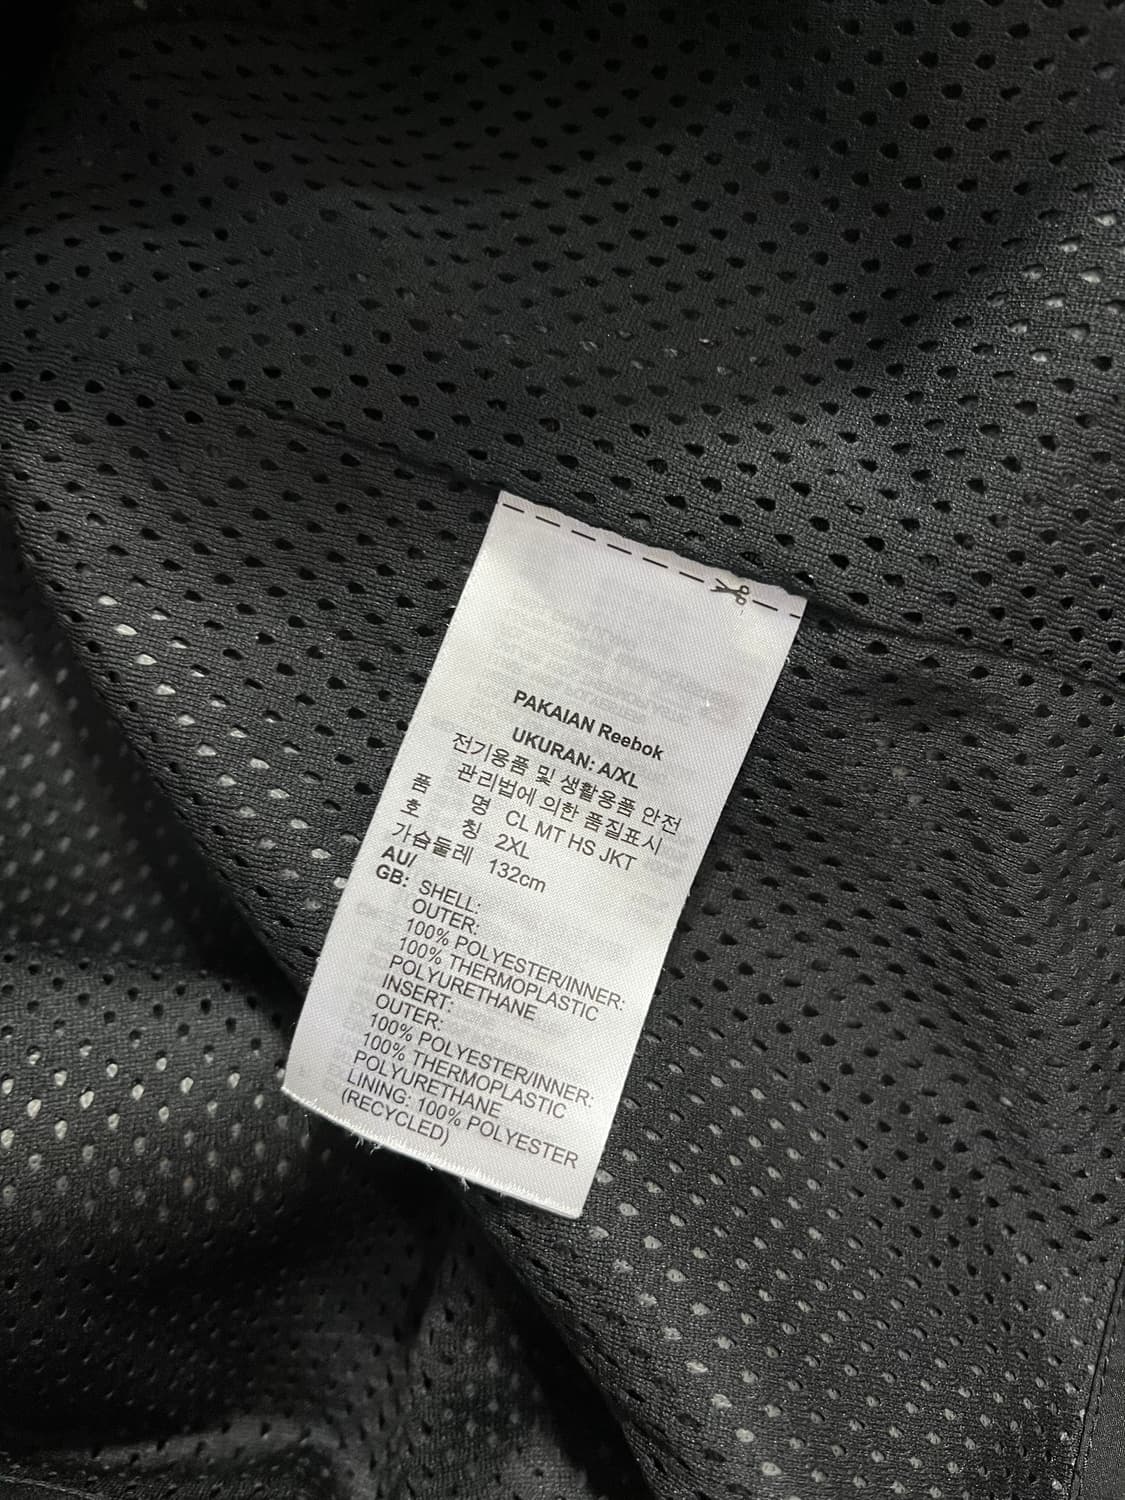 PAKAIAN Reebok
UKURAN: A/XL
전기용품 및 생활용품 안전
관리법에 의한 품질표시
품 명 CL MT HS JKT
호 칭 2XL
가슴둘레 132cm
AU/
GB: SHELL:
OUTER:
100% POLYESTER/INNER:
100% THERMOPLASTIC
POLYURETHANE
INSERT:
OUTER:
100% POLYESTER/INNER:
100% THERMOPLASTIC
POLYURETHANE
LINING: 100% POLYESTER
(RECYCLED)